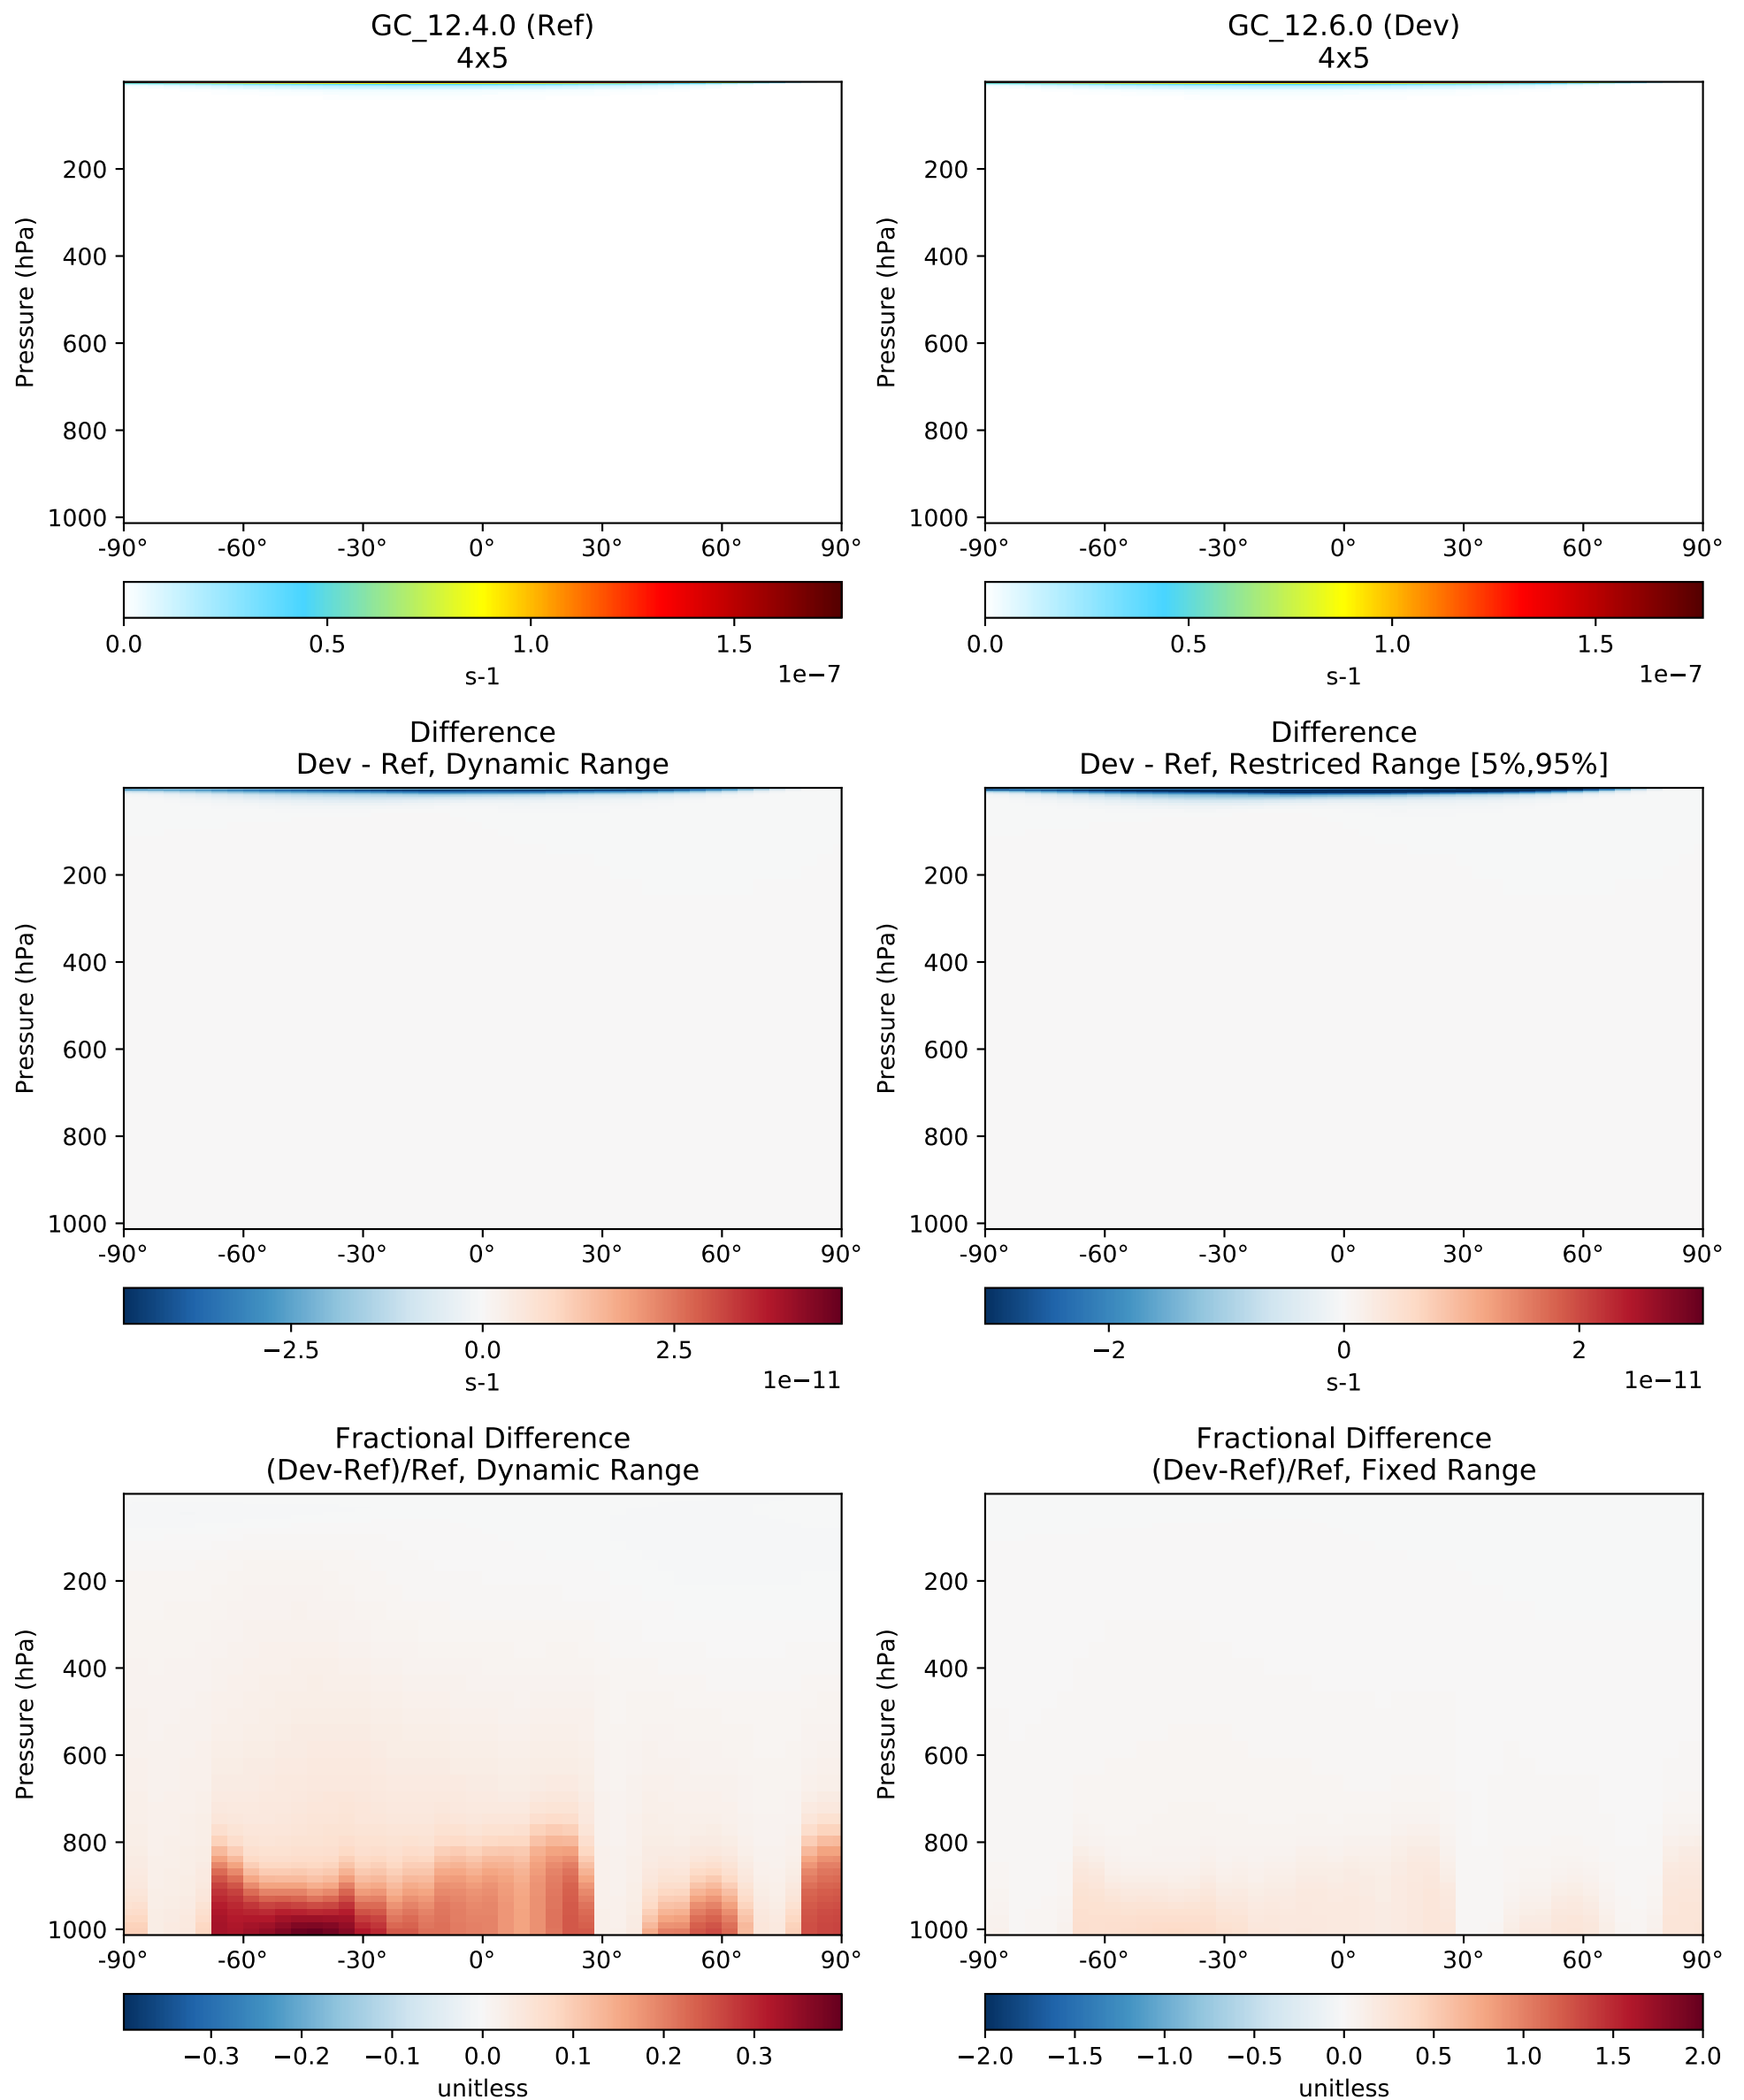 GC_12.4.0 (Ref)
4x5
200
400
600
800
1000
Pressure (hPa)
-90° -60° -30° 0° 30° 60° 90°
0.0 0.5 1.0 1.5
s-1
1e−7
GC_12.6.0 (Dev)
4x5
200
400
600
800
1000
Pressure (hPa)
-90° -60° -30° 0° 30° 60° 90°
0.0 0.5 1.0 1.5
s-1
1e−7
Difference
Dev - Ref, Dynamic Range
200
400
600
800
1000
Pressure (hPa)
-90° -60° -30° 0° 30° 60° 90°
−2.5 0.0 2.5
s-1
1e−11
Difference
Dev - Ref, Restriced Range [5%,95%]
200
400
600
800
1000
Pressure (hPa)
-90° -60° -30° 0° 30° 60° 90°
−2 0 2
s-1
1e−11
Fractional Difference
(Dev-Ref)/Ref, Dynamic Range
200
400
600
800
1000
Pressure (hPa)
-90° -60° -30° 0° 30° 60° 90°
−0.3 −0.2 −0.1 0.0 0.1 0.2 0.3
unitless
Fractional Difference
(Dev-Ref)/Ref, Fixed Range
200
400
600
800
1000
Pressure (hPa)
-90° -60° -30° 0° 30° 60° 90°
−2.0 −1.5 −1.0 −0.5 0.0 0.5 1.0 1.5 2.0
unitless